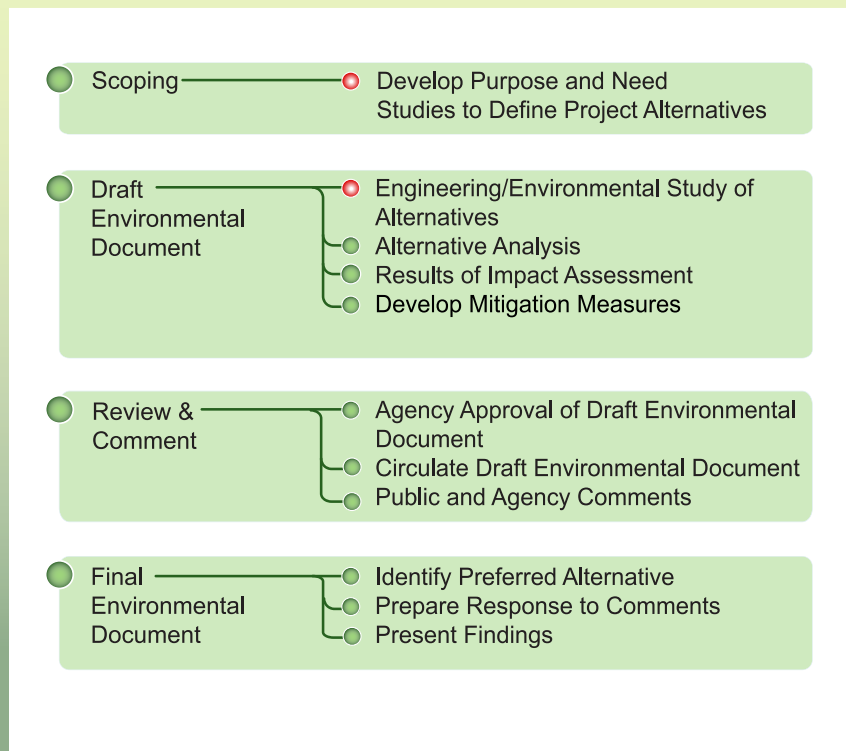 Scoping
Develop Purpose and Need
Studies to Define Project Alternatives
Draft
Environmental
Document
Engineering/Environmental Study of
Alternatives
Alternative Analysis
Results of Impact Assessment
Develop Mitigation Measures
Review &
Comment
Agency Approval of Draft Environmental
Document
Circulate Draft Environmental Document
Public and Agency Comments
Final
Environmental
Document
Identify Preferred Alternative
Prepare Response to Comments
Present Findings